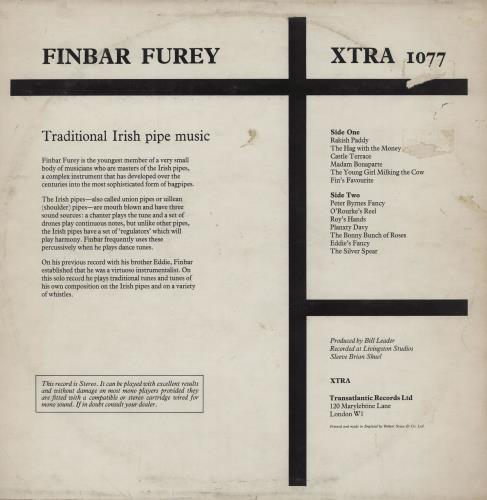 FINBAR FUREY
XTRA 1077
Traditional Irish pipe music
Finbar Furey is the youngest member of a very small
body of musicians who are masters of the Irish pipes,
a complex instrument that has developed over the
centuries into the most sophisticated form of bagpipes.
The Irish pipes—also called union pipes or uillean
(shoulder) pipes—are mouth blown and have three
sound sources: a chanter plays the tune and a set of
drones play continuous notes, but unlike other pipes,
the Irish pipes have a set of 'regulators' which will
play harmony. Finbar frequently uses these
percussively when he plays dance tunes.
On his previous record with his brother Eddie, Finbar
established that he was a virtuoso instrumentalist. On
this solo record he plays traditional tunes and tunes of
his own composition on the Irish pipes and on a variety
of whistles.
This record is Stereo. It can be played with excellent results
and without damage on most mono players provided they
are fitted with a compatible or stereo cartridge wired for
mono sound. If in doubt consult your dealer.
Side One
Rakish Paddy
The Hag with the Money
Castle Terrace
Madam Bonaparte
The Young Girl Milking the Cow
Fin's Favourite
Side Two
Peter Byrnes Fancy
O'Rourke's Reel
Roy's Hands
Planxty Davy
The Bonny Bunch of Roses
Eddie's Fancy
The Silver Spear
Produced by Bill Leader
Recorded at Livingston Studios
Sleeve Brian Shuel
XTRA
Transatlantic Records Ltd
120 Marylebone Lane
London W1
Printed and made in England by Robert Stace & Co. Ltd.